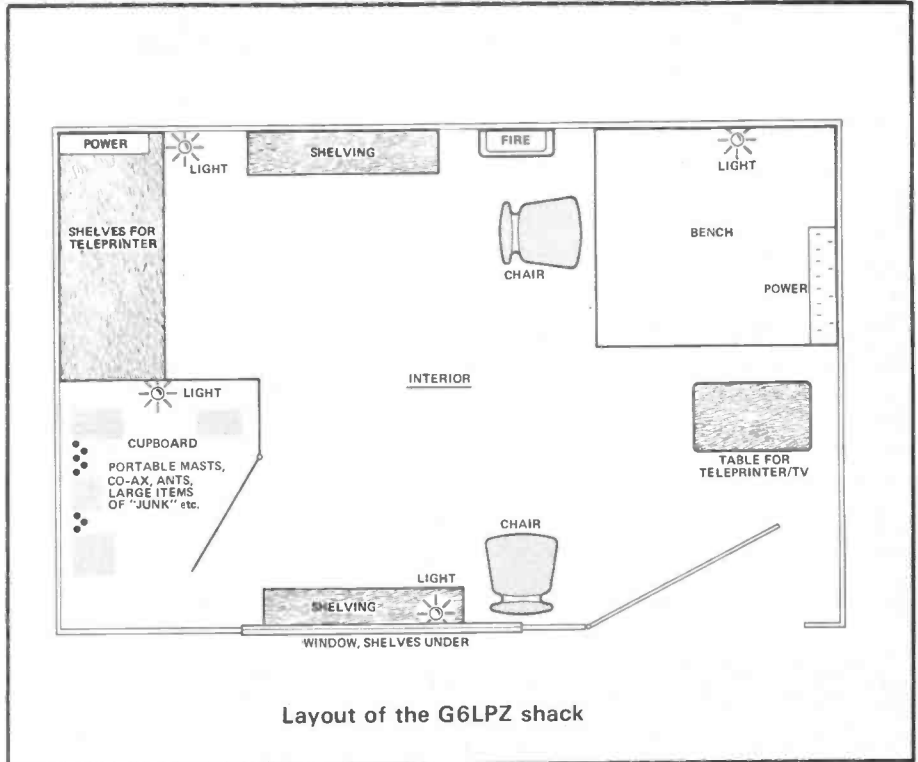 POWER
LIGHT
SHELVING
FIRE
LIGHT
SHELVES FOR
TELEPRINTER
BENCH
CHAIR
POWER
INTERIOR
LIGHT
CUPBOARD
PORTABLE MASTS,
CO-AX, ANTS,
LARGE ITEMS
OF "JUNK" etc.
TABLE FOR
TELEPRINTER/TV
CHAIR
LIGHT
SHELVING
WINDOW, SHELVES UNDER
Layout of the G6LPZ shack